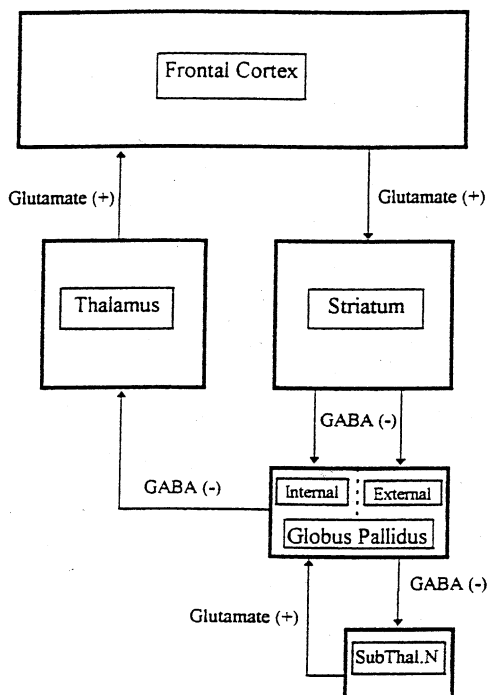 Frontal Cortex
Glutamate (+)
Glutamate (+)
Thalamus
Striatum
GABA (-)
GABA (-)
Internal
External
Globus Pallidus
GABA (-)
Glutamate (+)
SubThal.N